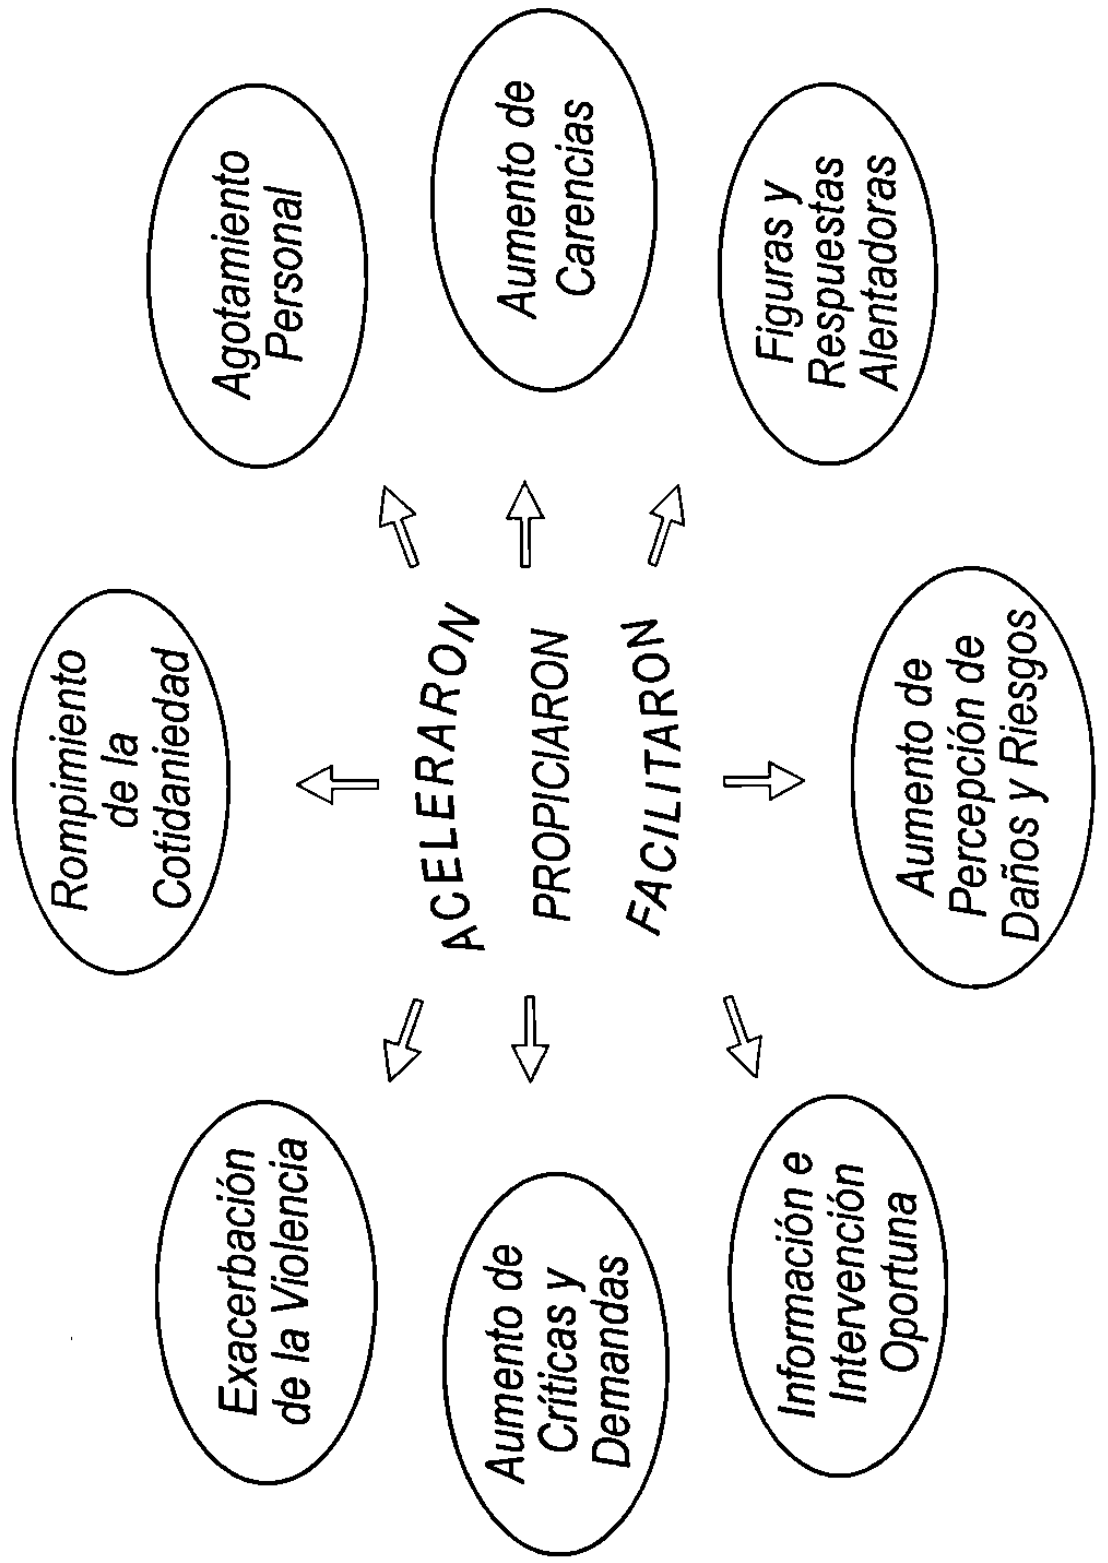 Rompimiento
de la
Cotidaniedad
Exacerbación
de la Violencia
Agotamiento
Personal
ACELERARON
PROPICIARON
FACILITARON
Aumento de
Críticas y
Demandas
Aumento de
Carencias
Información e
Intervención
Oportuna
Figuras y
Respuestas
Alentadoras
Aumento de
Percepción de
Daños y Riesgos